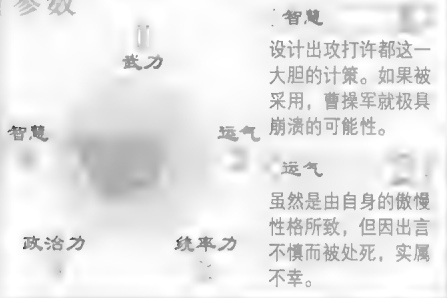 参数
武力
智慧
运气
政治力
统率力
智慧
设计出攻打许都这一
大胆的计策。如果被
采用，曹操军就极具
崩溃的可能性。
运气
虽然是由自身的傲慢
性格所致，但因出言
不慎而被处死，实属
不幸。